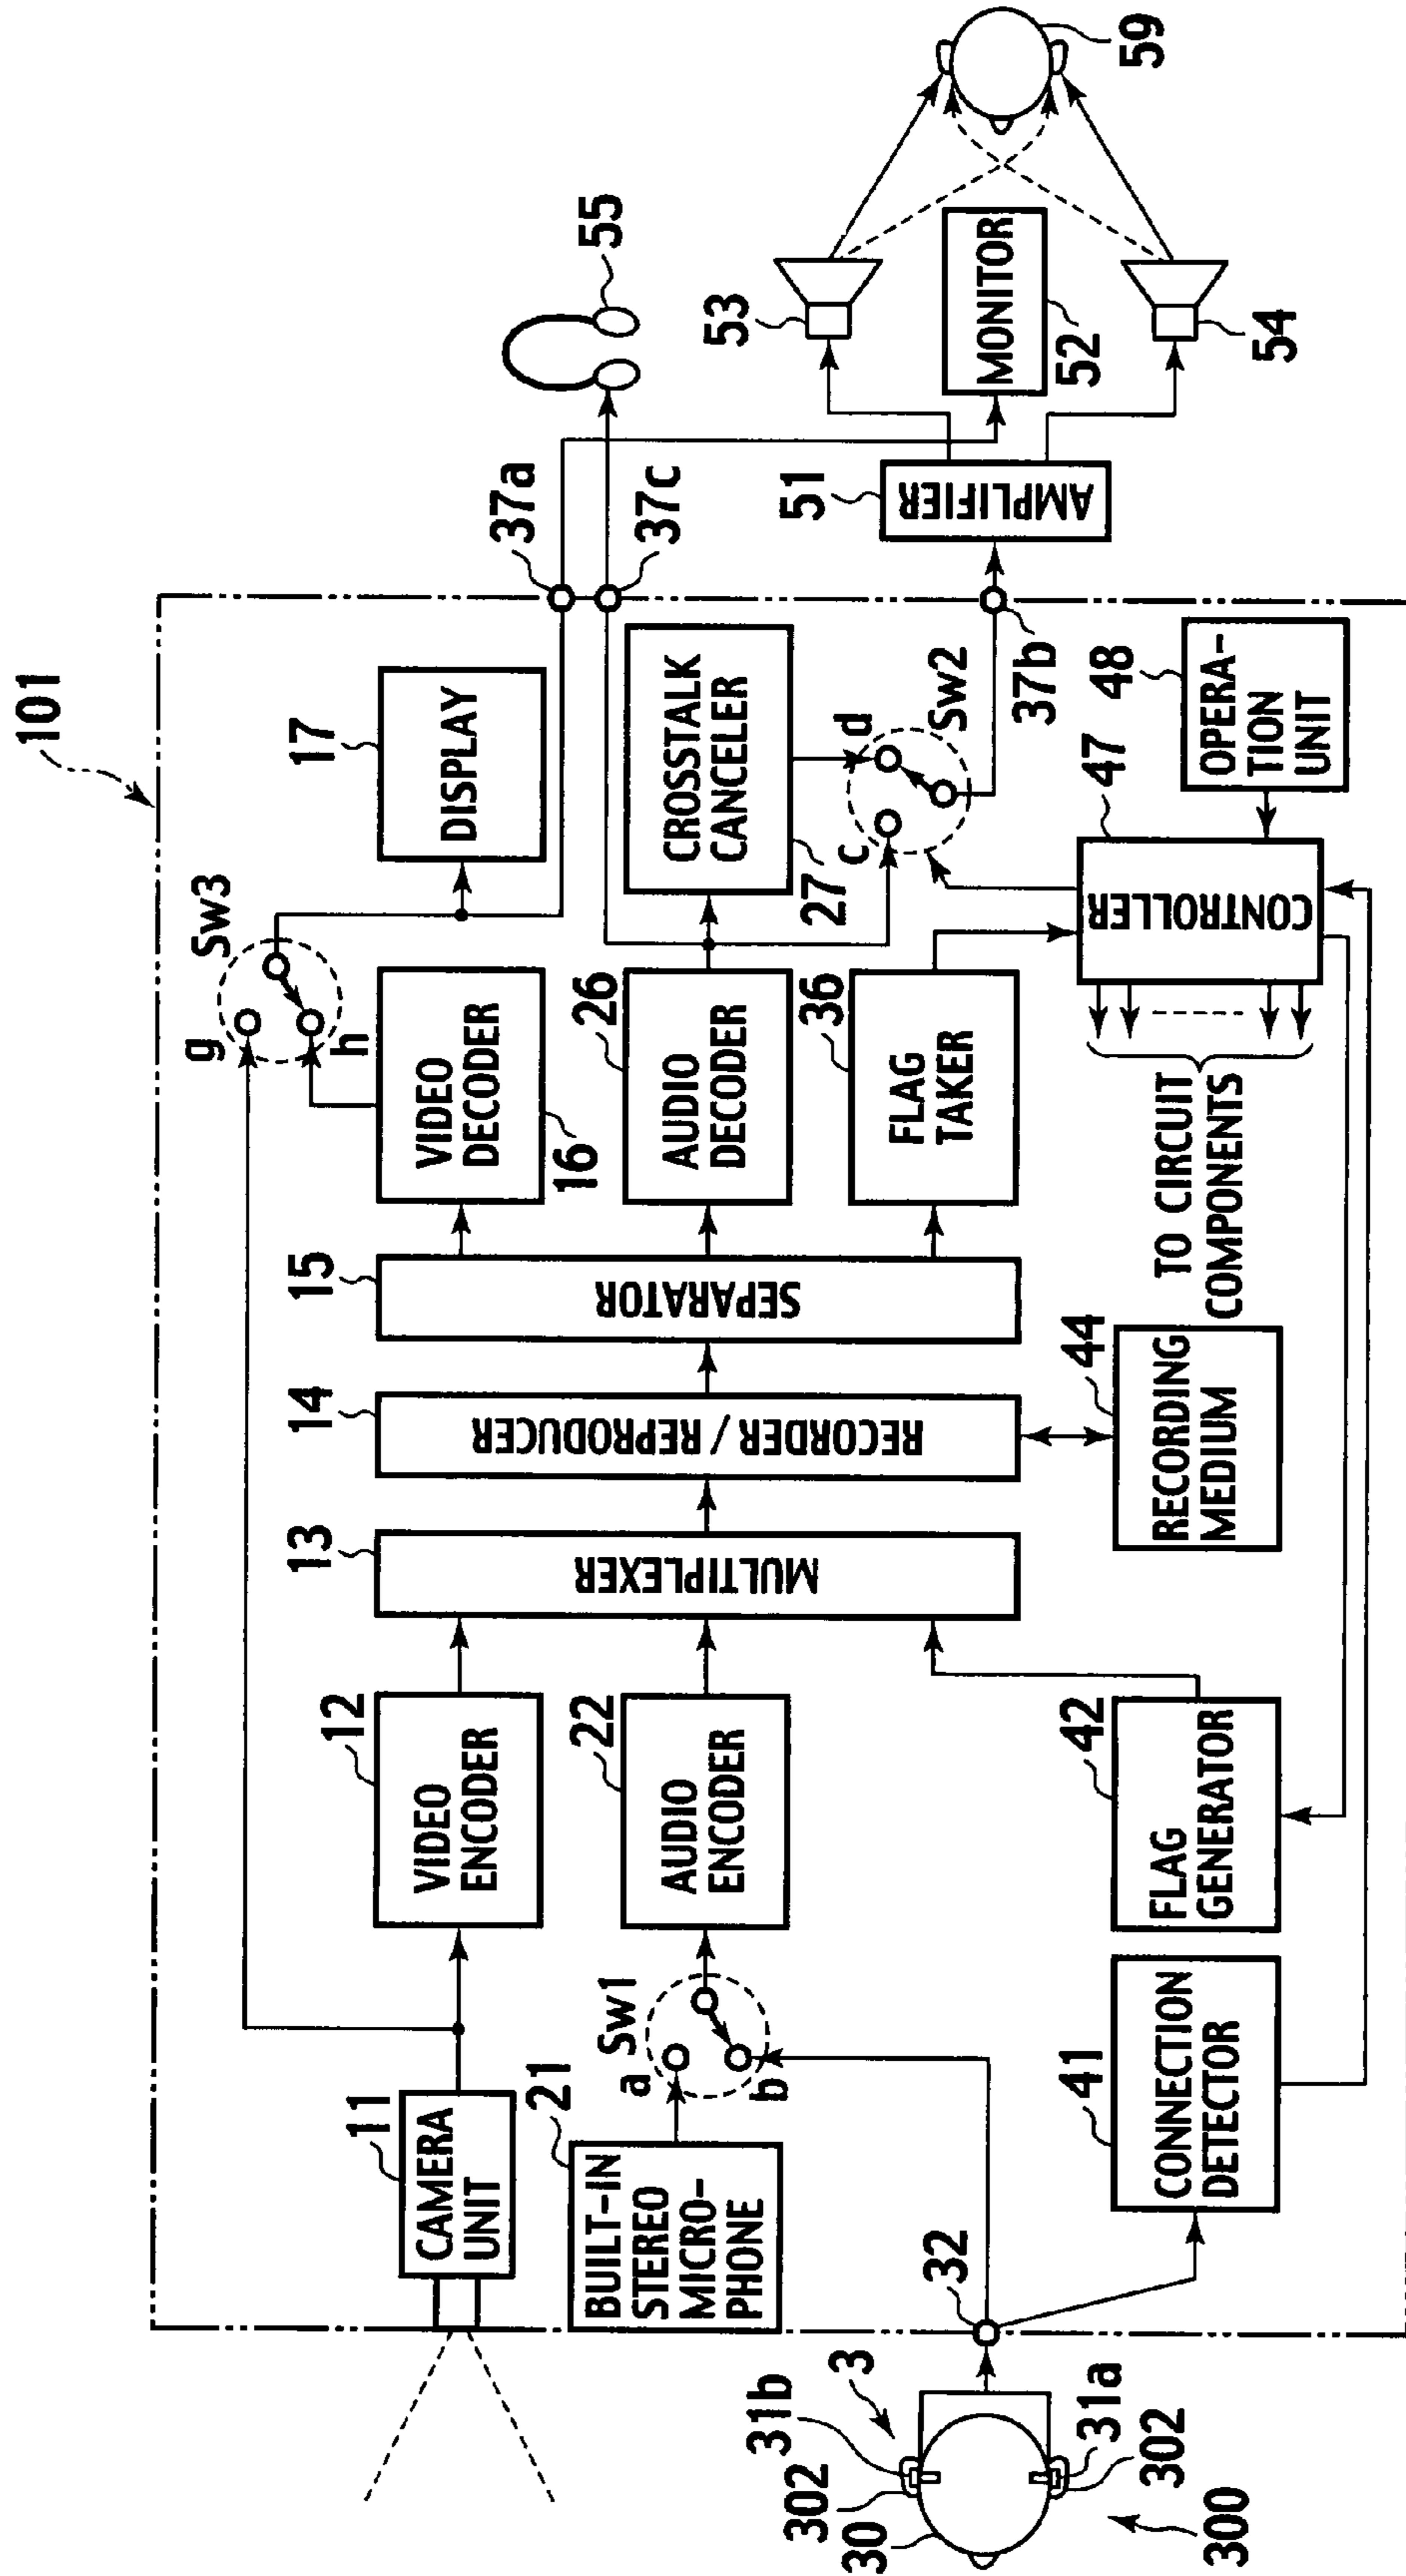 101
11
CAMERA
UNIT
12
VIDEO
ENCODER
13
MULTIPLEXER
14
RECORDER / REPRODUCER
15
SEPARATOR
16
VIDEO
DECODER
g
h
Sw3
17
DISPLAY
37a
37c
55
21
BUILT-IN
STEREO
MICRO-
PHONE
a
b
Sw1
22
AUDIO
ENCODER
26
AUDIO
DECODER
27
CROSSTALK
CANCELER
c
d
Sw2
37b
36
FLAG
TAKER
51
AMPLIFIER
52
MONITOR
53
54
59
3
31b
302
30
31a
302
300
32
41
CONNECTION
DETECTOR
42
FLAG
GENERATOR
44
RECORDING
MEDIUM
TO CIRCUIT
COMPONENTS
47
CONTROLLER
48
OPERA-
TION
UNIT